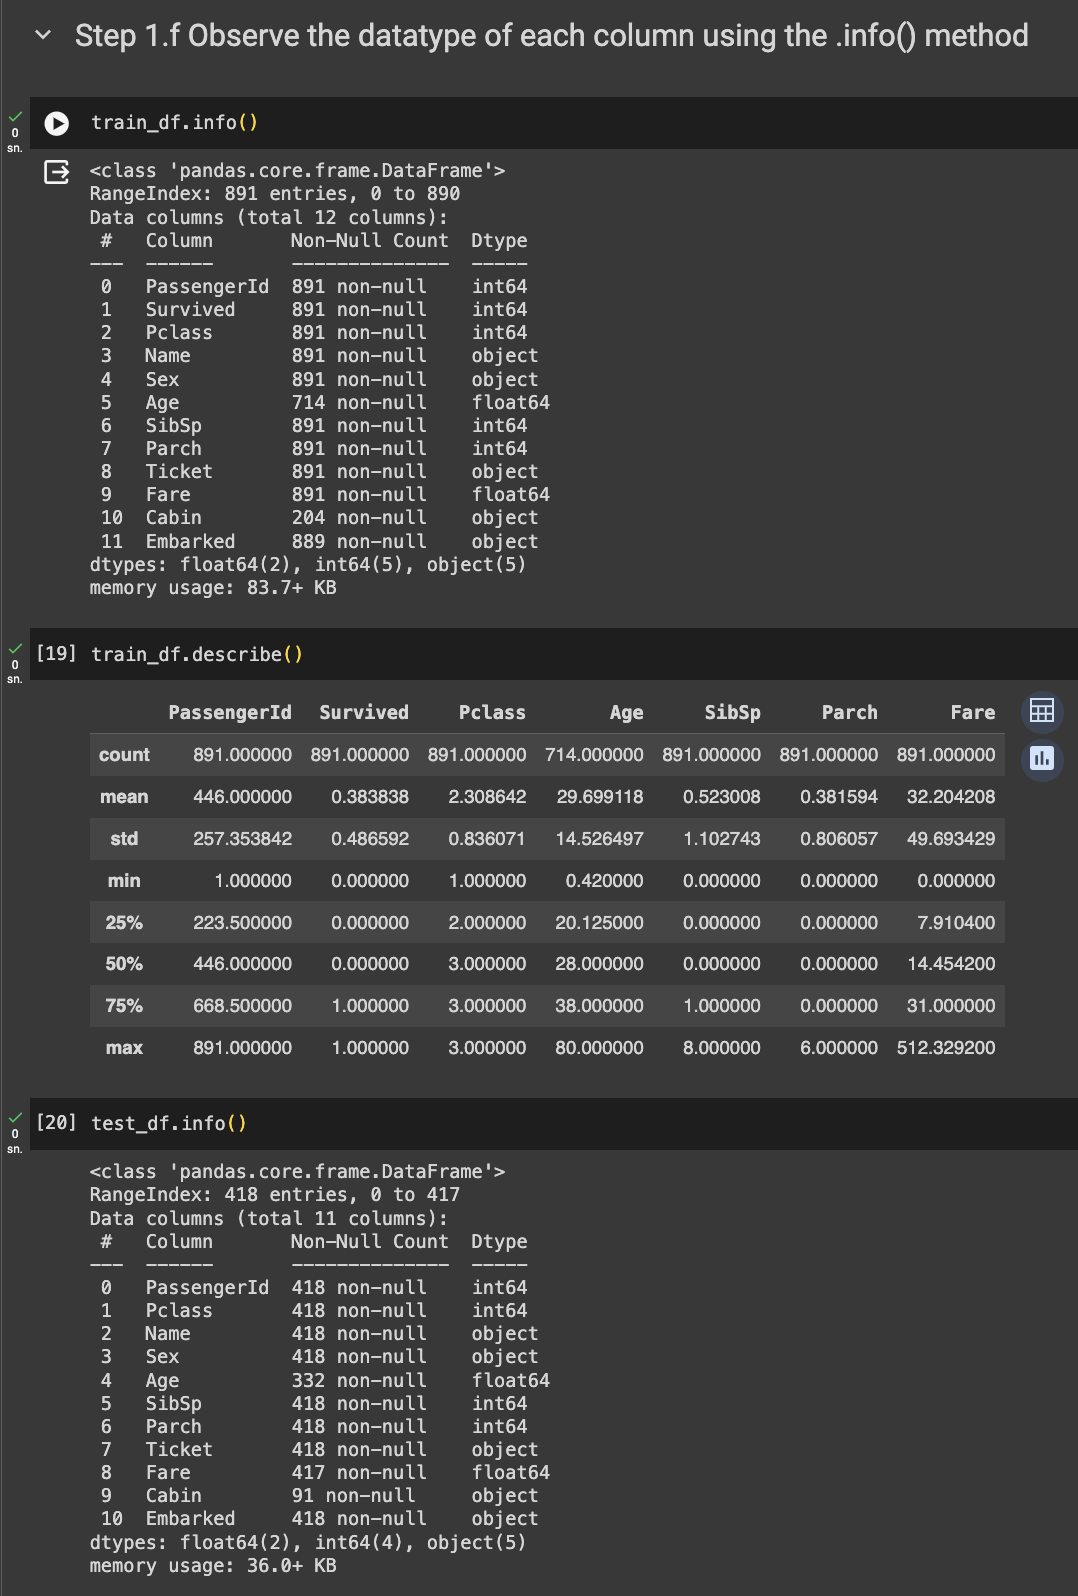 Step 1.f Observe the datatype of each column using the .info() method
0
sn.
train_df.info()
<class 'pandas.core.frame.DataFrame'>
RangeIndex: 891 entries, 0 to 890
Data columns (total 12 columns):
#   Column       Non-Null Count  Dtype
---  ------       --------------  -----
0   PassengerId  891 non-null    int64
1   Survived     891 non-null    int64
2   Pclass       891 non-null    int64
3   Name         891 non-null    object
4   Sex          891 non-null    object
5   Age          714 non-null    float64
6   SibSp        891 non-null    int64
7   Parch        891 non-null    int64
8   Ticket       891 non-null    object
9   Fare         891 non-null    float64
10  Cabin        204 non-null    object
11  Embarked     889 non-null    object
dtypes: float64(2), int64(5), object(5)
memory usage: 83.7+ KB
0
sn.
[19] train_df.describe()
PassengerId Survived Pclass Age SibSp Parch Fare
count 891.000000 891.000000 891.000000 714.000000 891.000000 891.000000 891.000000
mean 446.000000 0.383838 2.308642 29.699118 0.523008 0.381594 32.204208
std 257.353842 0.486592 0.836071 14.526497 1.102743 0.806057 49.693429
min 1.000000 0.000000 1.000000 0.420000 0.000000 0.000000 0.000000
25% 223.500000 0.000000 2.000000 20.125000 0.000000 0.000000 7.910400
50% 446.000000 0.000000 3.000000 28.000000 0.000000 0.000000 14.454200
75% 668.500000 1.000000 3.000000 38.000000 1.000000 0.000000 31.000000
max 891.000000 1.000000 3.000000 80.000000 8.000000 6.000000 512.329200
0
sn.
[20] test_df.info()
<class 'pandas.core.frame.DataFrame'>
RangeIndex: 418 entries, 0 to 417
Data columns (total 11 columns):
#   Column       Non-Null Count  Dtype
---  ------       --------------  -----
0   PassengerId  418 non-null    int64
1   Pclass       418 non-null    int64
2   Name         418 non-null    object
3   Sex          418 non-null    object
4   Age          332 non-null    float64
5   SibSp        418 non-null    int64
6   Parch        418 non-null    int64
7   Ticket       418 non-null    object
8   Fare         417 non-null    float64
9   Cabin        91 non-null     object
10  Embarked     418 non-null    object
dtypes: float64(2), int64(4), object(5)
memory usage: 36.0+ KB